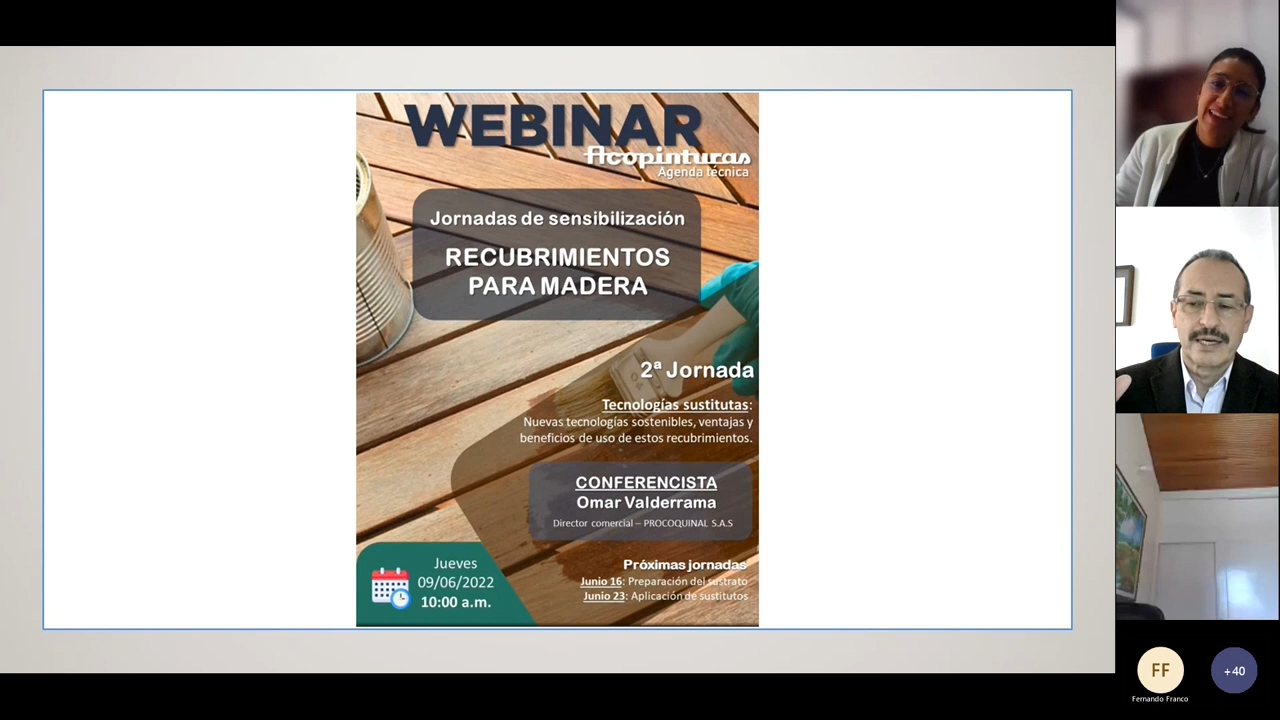 WEBINAR
Acopinturas
Agenda técnica
Jornadas de sensibilización
RECUBRIMIENTOS
PARA MADERA
2ª Jornada
Tecnologías sustitutas:
Nuevas tecnologías sostenibles, ventajas y
beneficios de uso de estos recubrimientos.
CONFERENCISTA
Omar Valderrama
Director comercial – PROCOQUINAL S.A.S
Jueves
09/06/2022
10:00 a.m.
Próximas jornadas
Junio 16: Preparación del sustrato
Junio 23: Aplicación de sustitutos
FF
Fernando Franco
+40